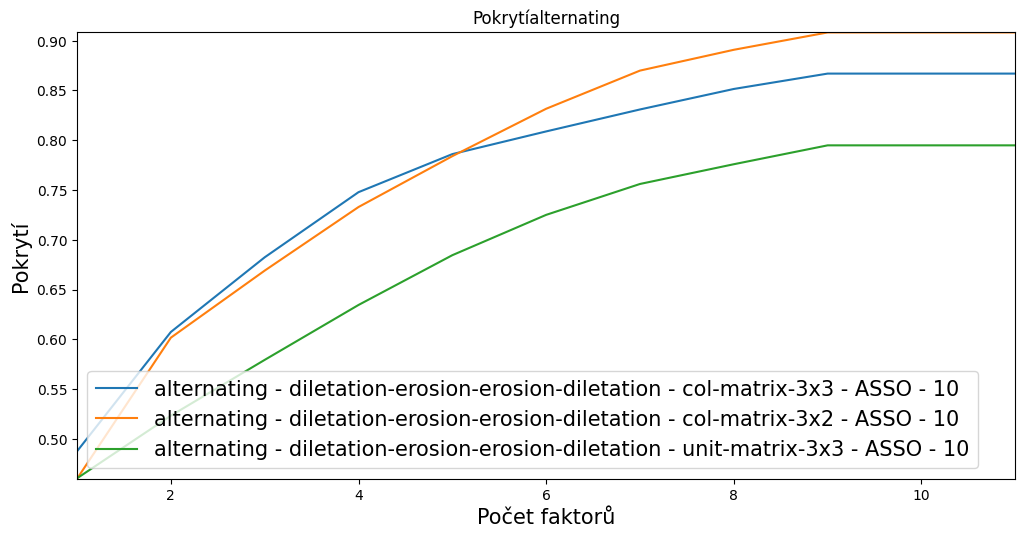 Pokrytíalternating
0.90
0.85
0.80
0.75
0.70
0.65
0.60
0.55
0.50
Pokrytí
alternating - diletation-erosion-erosion-diletation - col-matrix-3x3 - ASSO - 10
alternating - diletation-erosion-erosion-diletation - col-matrix-3x2 - ASSO - 10
alternating - diletation-erosion-erosion-diletation - unit-matrix-3x3 - ASSO - 10
2 4 6 8 10
Počet faktorů